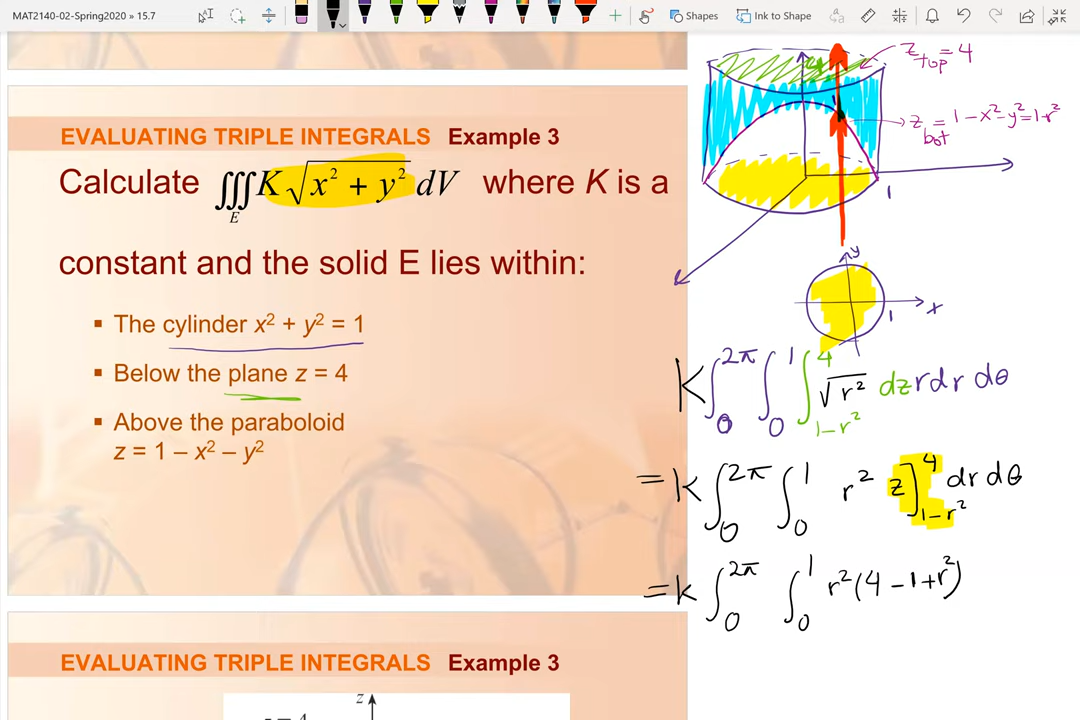 MAT2140-02-Spring2020 » 15.7
Shapes
Ink to Shape
EVALUATING TRIPLE INTEGRALS Example 3
Calculate ∭_E K√(x² + y²) dV where K is a
constant and the solid E lies within:
▪ The cylinder x² + y² = 1
▪ Below the plane z = 4
▪ Above the paraboloid
z = 1 – x² – y²
EVALUATING TRIPLE INTEGRALS Example 3
z
z = 4
z_top = 4
z_bot = 1 - x² - y² = 1 - r²
1
y
x
1
K ∫_0^{2π} ∫_0^1 ∫_{1-r²}^4 √r² dz r dr dθ
= K ∫_0^{2π} ∫_0^1 r² z]_{1-r²}^4 dr dθ
= K ∫_0^{2π} ∫_0^1 r² (4 - 1 + r²)